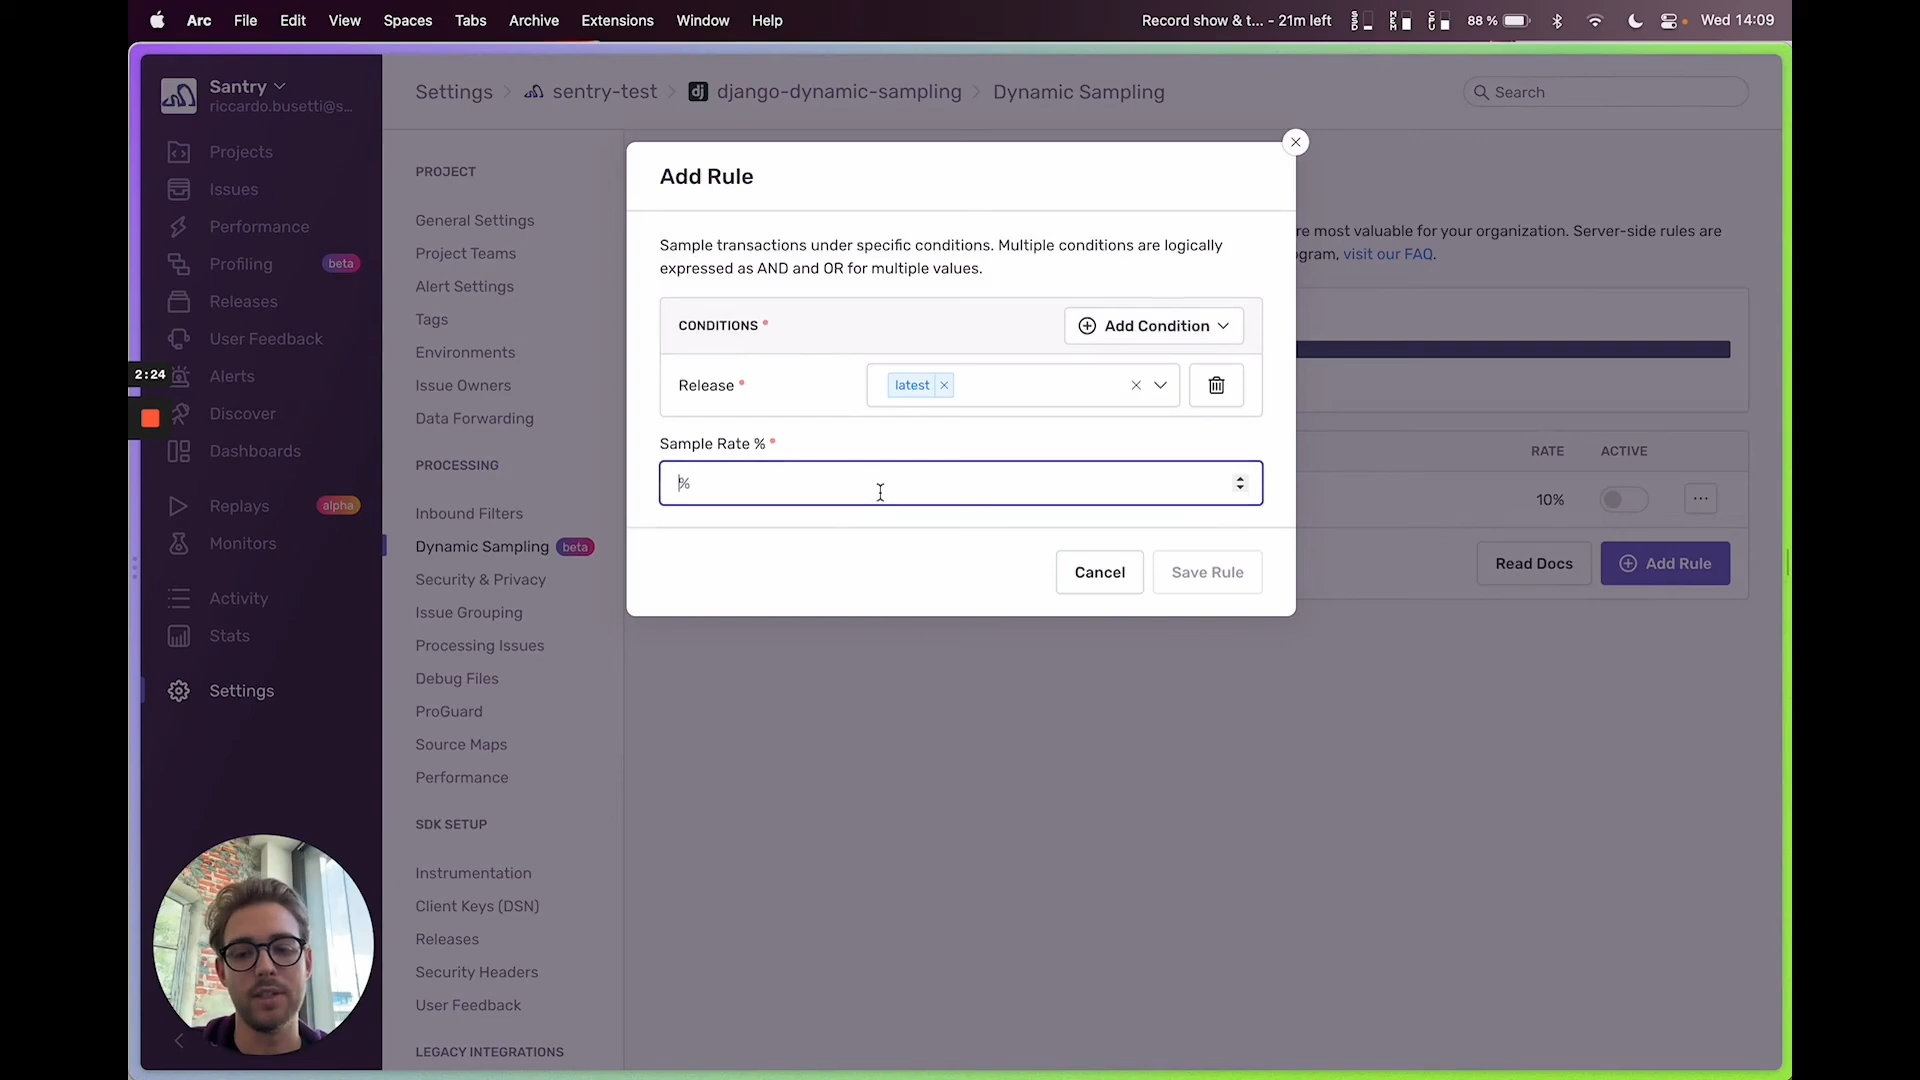 Arc File Edit View Spaces Tabs Archive Extensions Window Help
Record show & t... - 21m left 88 % Wed 14:09
Santry
riccardo.busetti@s...
Projects
Issues
Performance
Profiling beta
Releases
User Feedback
Alerts
Discover
Dashboards
Replays alpha
Monitors
Activity
Stats
Settings
2:24
Settings > sentry-test > dj django-dynamic-sampling > Dynamic Sampling
Search
PROJECT
General Settings
Project Teams
Alert Settings
Tags
Environments
Issue Owners
Data Forwarding
PROCESSING
Inbound Filters
Dynamic Sampling beta
Security & Privacy
Issue Grouping
Processing Issues
Debug Files
ProGuard
Source Maps
Performance
SDK SETUP
Instrumentation
Client Keys (DSN)
Releases
Security Headers
User Feedback
LEGACY INTEGRATIONS
Add Rule
Sample transactions under specific conditions. Multiple conditions are logically
expressed as AND and OR for multiple values.
CONDITIONS *
Add Condition
Release *
latest
Sample Rate % *
%
Cancel
Save Rule
re most valuable for your organization. Server-side rules are
gram, visit our FAQ.
RATE ACTIVE
10%
Read Docs
Add Rule